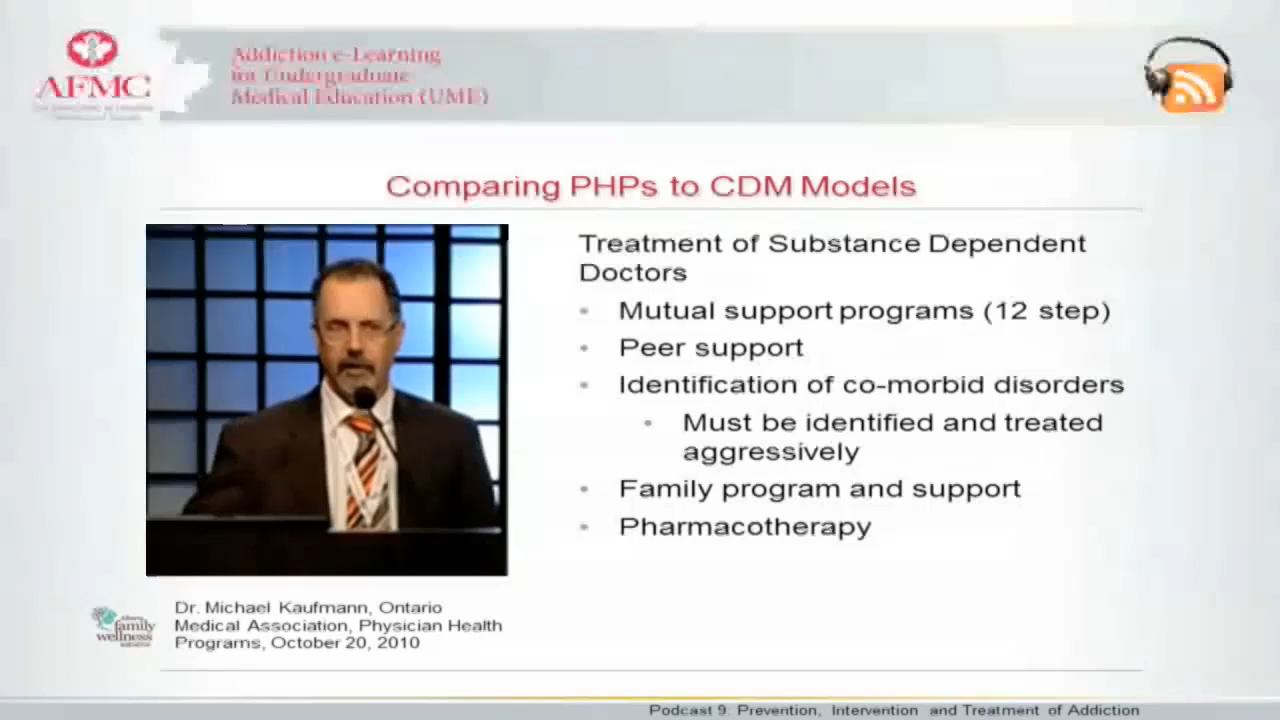 AFMC
Addiction e-Learning
for Undergraduate
Medical Education (UME)
Comparing PHPs to CDM Models
Treatment of Substance Dependent
Doctors
• Mutual support programs (12 step)
• Peer support
• Identification of co-morbid disorders
• Must be identified and treated
aggressively
• Family program and support
• Pharmacotherapy
family
wellness
Dr. Michael Kaufmann, Ontario
Medical Association, Physician Health
Programs, October 20, 2010
Podcast 9: Prevention, Intervention and Treatment of Addiction